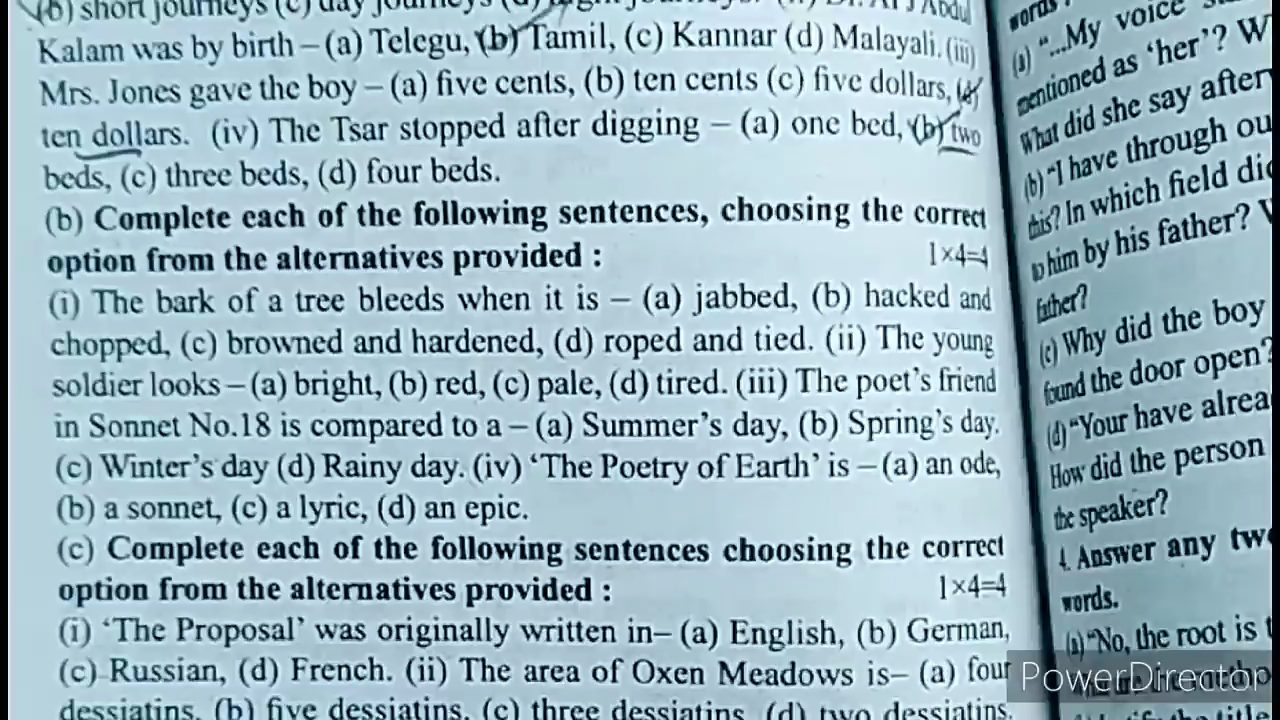 (b) short journeys (c) day journeys
Kalam was by birth – (a) Telegu, (b) Tamil, (c) Kannar (d) Malayali. (iii)
Mrs. Jones gave the boy – (a) five cents, (b) ten cents (c) five dollars, (d)
ten dollars. (iv) The Tsar stopped after digging – (a) one bed, (b) two
beds, (c) three beds, (d) four beds.
(b) Complete each of the following sentences, choosing the correct
option from the alternatives provided : 1×4=4
(i) The bark of a tree bleeds when it is – (a) jabbed, (b) hacked and
chopped, (c) browned and hardened, (d) roped and tied. (ii) The young
soldier looks – (a) bright, (b) red, (c) pale, (d) tired. (iii) The poet's friend
in Sonnet No.18 is compared to a – (a) Summer's day, (b) Spring's day.
(c) Winter's day (d) Rainy day. (iv) 'The Poetry of Earth' is – (a) an ode,
(b) a sonnet, (c) a lyric, (d) an epic.
(c) Complete each of the following sentences choosing the correct
option from the alternatives provided : 1×4=4
(i) 'The Proposal' was originally written in– (a) English, (b) German,
(c) Russian, (d) French. (ii) The area of Oxen Meadows is– (a) four
dessiatins, (b) five dessiatins, (c) three dessiatins, (d) two dessiatins.
words
(a) "...My voice
mentioned as 'her'? W
What did she say after
(b) "I have through ou
this? In which field di
to him by his father? W
father?
(c) Why did the boy
found the door open?
(d) "Your have alrea
How did the person
the speaker?
4. Answer any tw
words.
(a) "No, the root is t
PowerDirector